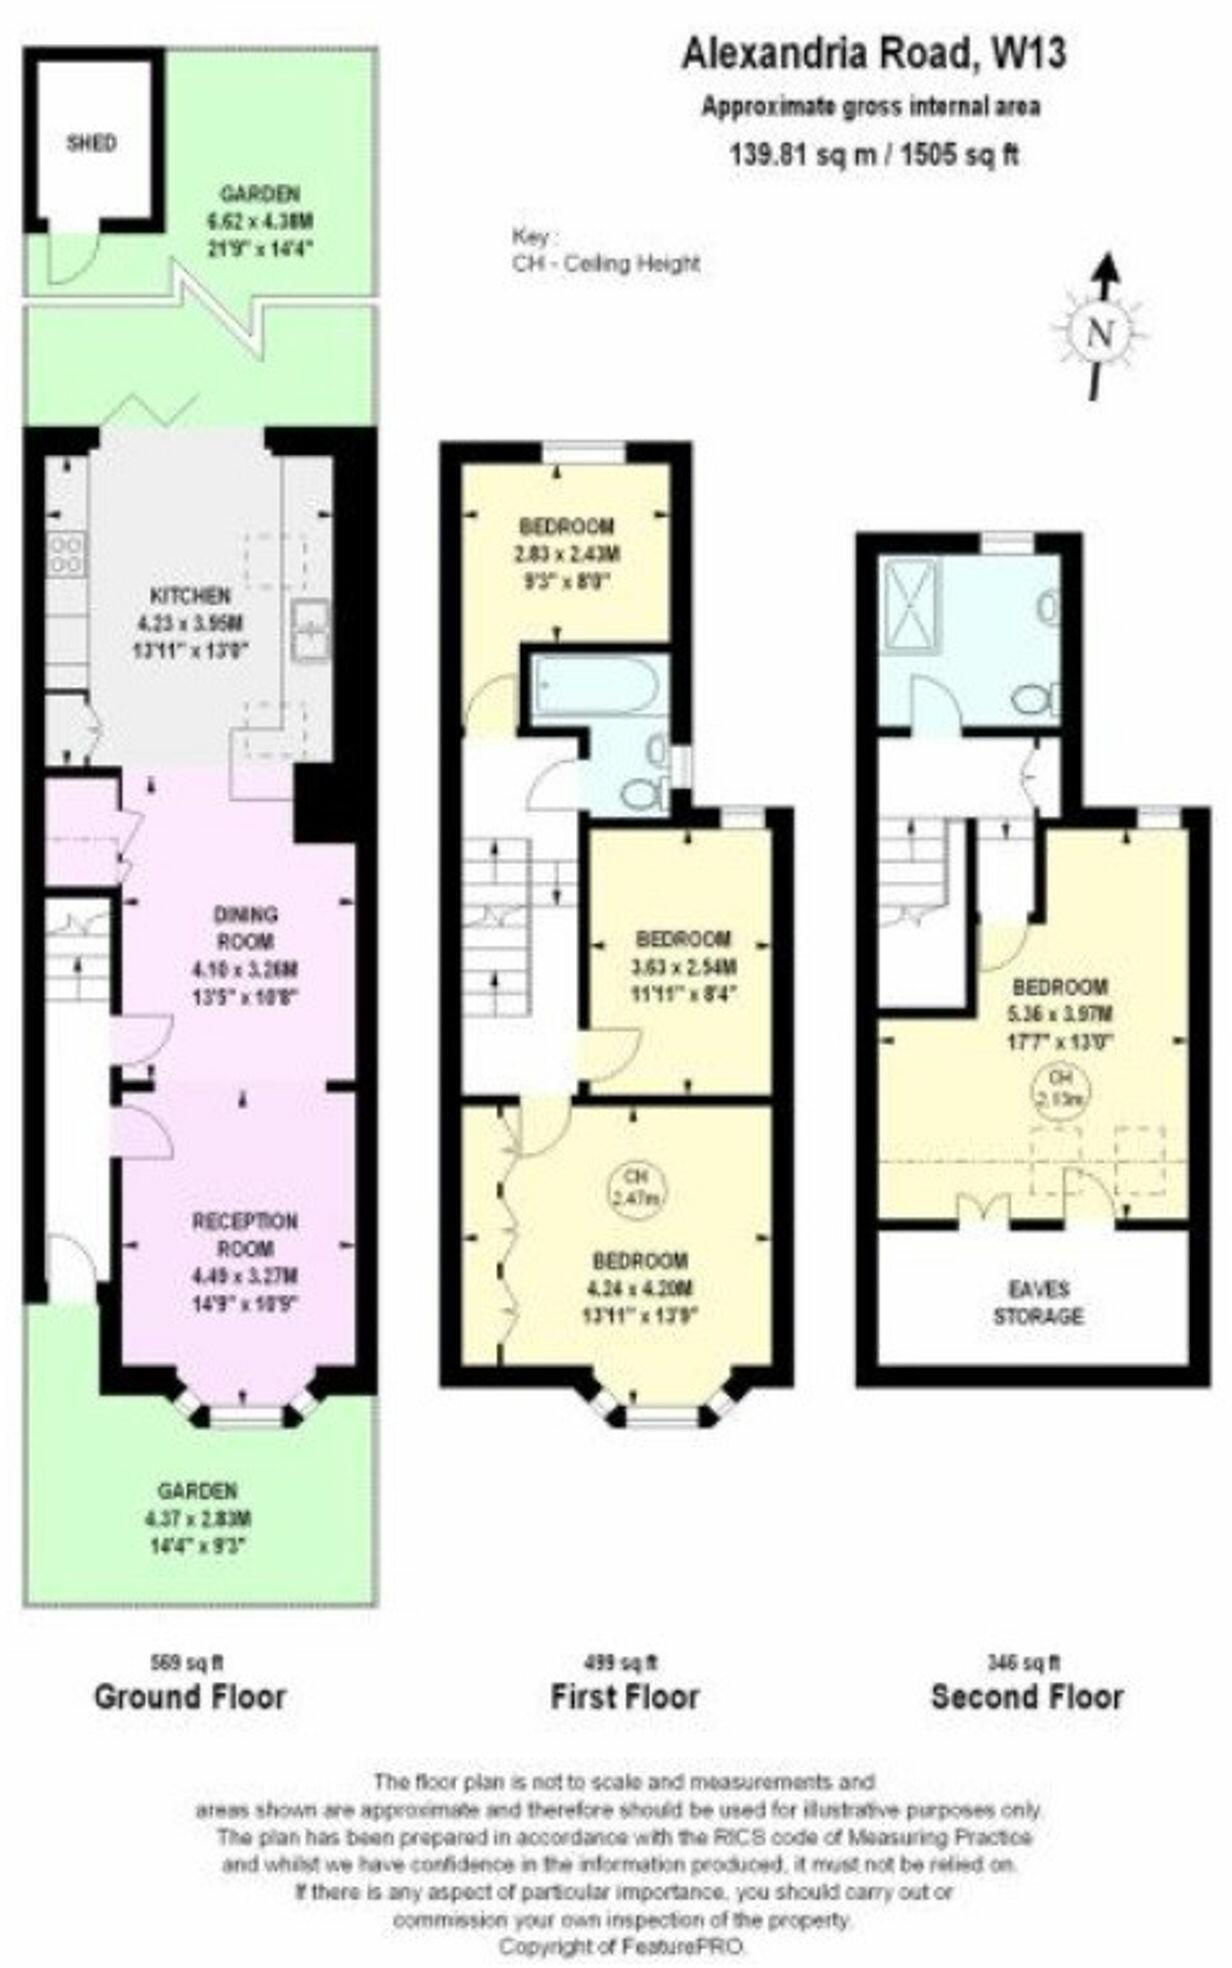 Alexandria Road, W13
Approximate gross internal area
139.81 sq m / 1505 sq ft
Key :
CH - Ceiling Height
N
SHED
GARDEN
6.62 x 4.38M
21'9" x 14'4"
KITCHEN
4.23 x 3.95M
13'11" x 13'0"
DINING
ROOM
4.10 x 3.26M
13'5" x 10'8"
RECEPTION
ROOM
4.49 x 3.27M
14'9" x 10'9"
GARDEN
4.37 x 2.83M
14'4" x 9'3"
569 sq ft
Ground Floor
BEDROOM
2.83 x 2.43M
9'3" x 8'0"
BEDROOM
3.63 x 2.54M
11'11" x 8'4"
CH
2.47m
BEDROOM
4.24 x 4.20M
13'11" x 13'9"
499 sq ft
First Floor
BEDROOM
5.36 x 3.97M
17'7" x 13'0"
CH
2.13m
EAVES
STORAGE
346 sq ft
Second Floor
The floor plan is not to scale and measurements and
areas shown are approximate and therefore should be used for illustrative purposes only.
The plan has been prepared in accordance with the RICS code of Measuring Practice
and whilst we have confidence in the information produced, it must not be relied on.
If there is any aspect of particular importance, you should carry out or
commission your own inspection of the property.
Copyright of FeaturePRO.